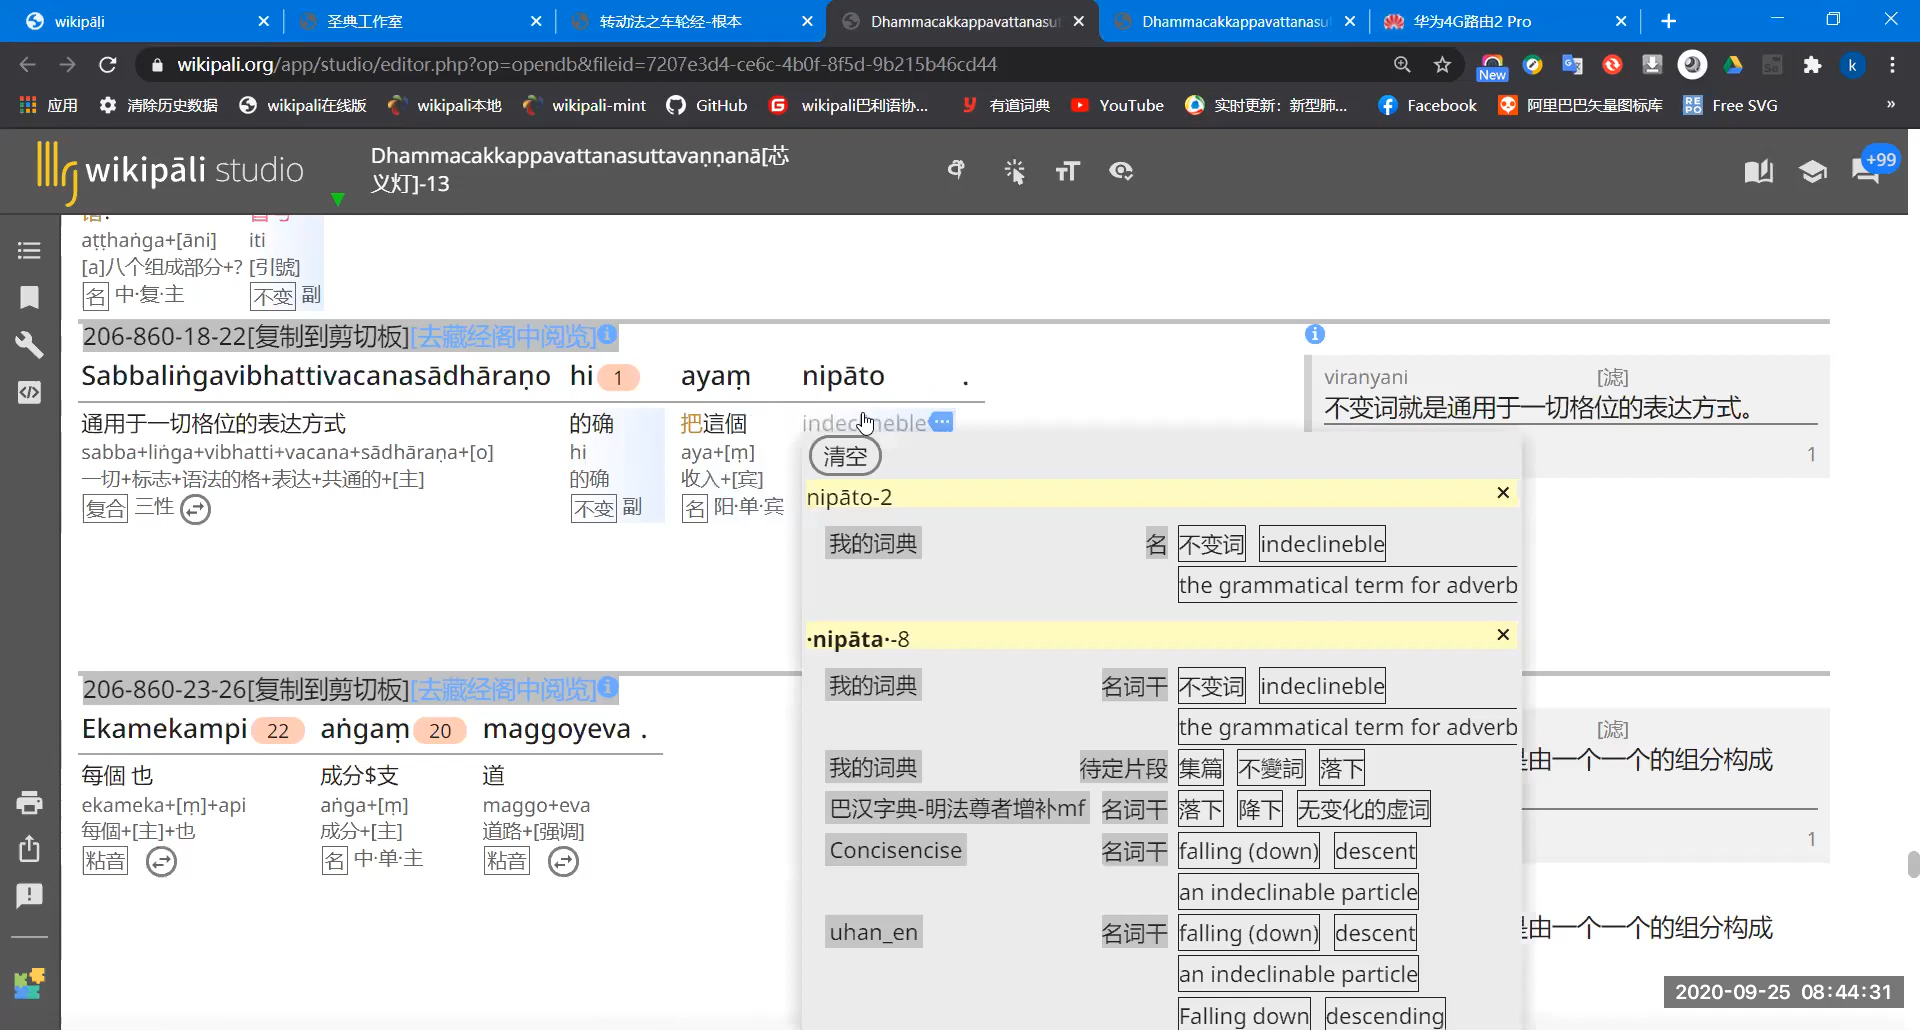 wikipāḷi
圣典工作室
转动法之车轮经-根本
Dhammacakkappavattanasu
Dhammacakkappavattanasu
华为4G路由2 Pro
wikipali.org/app/studio/editor.php?op=opendb&fileid=7207e3d4-ce6c-4b0f-8f5d-9b215b46cd44
New
k
应用
清除历史数据
wikipali在线版
wikipali本地
wikipali-mint
GitHub
wikipali巴利语协...
有道词典
YouTube
实时更新：新型肺...
Facebook
阿里巴巴矢量图标库
Free SVG
»
wikipāḷi studio
Dhammacakkappavattanasuttavaṇṇanā[芯
义灯]-13
+99
aṭṭhaṅga+[āni] iti
[a]八个组成部分+? [引號]
名 中·复·主 不变 副
206-860-18-22[复制到剪切板][去藏经阁中阅览]
Sabbaliṅgavibhattivacanasādhāraṇo hi 1 ayaṃ nipāto .
通用于一切格位的表达方式 的确 把這個 indeclineble
sabba+liṅga+vibhatti+vacana+sādhāraṇa+[o] hi aya+[ṃ]
一切+标志+语法的格+表达+共通的+[主] 的确 收入+[宾]
复合 三性 不变 副 名 阳·单·宾
viranyani [滤]
不变词就是通用于一切格位的表达方式。
1
清空
nipāto-2 ×
我的词典 名 不变词 indeclineble
the grammatical term for adverb
·nipāta·-8 ×
我的词典 名词干 不变词 indeclineble
the grammatical term for adverb
我的词典 待定片段 集篇 不變詞 落下
巴汉字典-明法尊者增补mf 名词干 落下 降下 无变化的虚词
Concisencise 名词干 falling (down) descent
an indeclinable particle
uhan_en 名词干 falling (down) descent
an indeclinable particle
Falling down descending
206-860-23-26[复制到剪切板][去藏经阁中阅览]
Ekamekampi 22 aṅgaṃ 20 maggoyeva .
每個 也 成分$支 道
ekameka+[ṃ]+api aṅga+[ṃ] maggo+eva
每個+[主]+也 成分+[主] 道路+[强调]
粘音 名 中·单·主 粘音
[滤]
是由一个一个的组分构成
1
是由一个一个的组分构成
2020-09-25 08:44:31